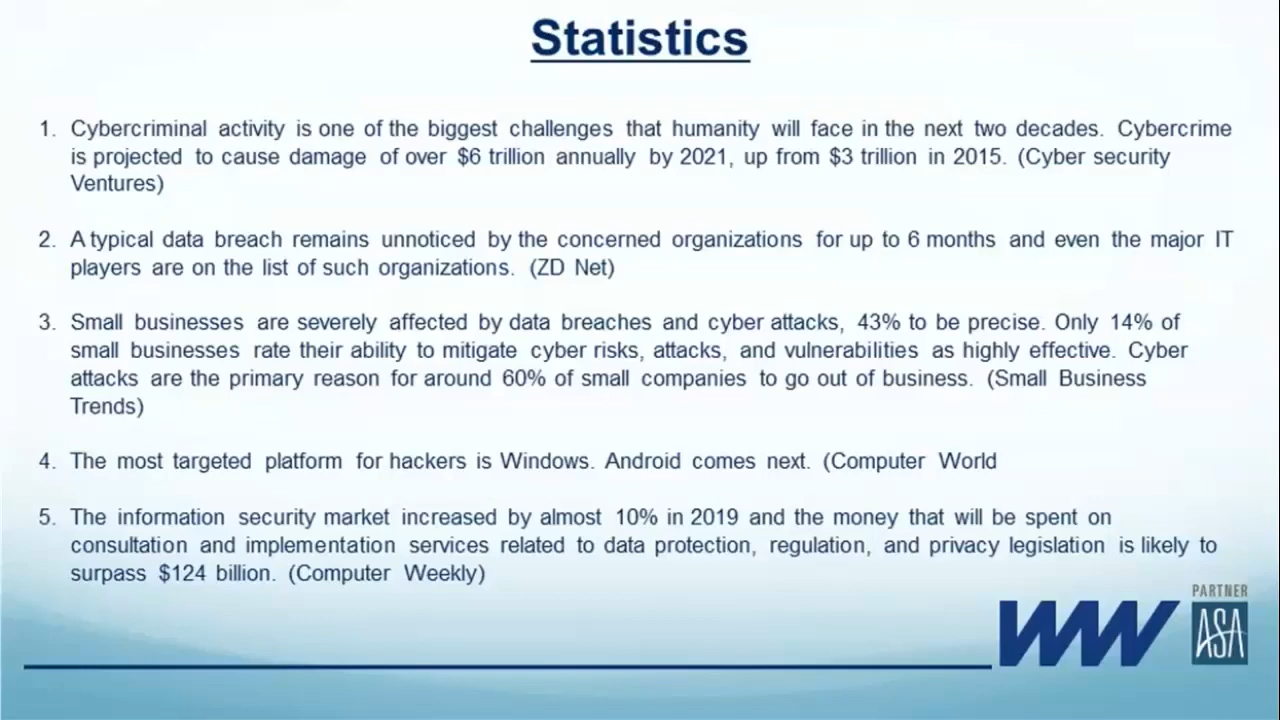 Statistics
1. Cybercriminal activity is one of the biggest challenges that humanity will face in the next two decades. Cybercrime
is projected to cause damage of over $6 trillion annually by 2021, up from $3 trillion in 2015. (Cyber security
Ventures)
2. A typical data breach remains unnoticed by the concerned organizations for up to 6 months and even the major IT
players are on the list of such organizations. (ZD Net)
3. Small businesses are severely affected by data breaches and cyber attacks, 43% to be precise. Only 14% of
small businesses rate their ability to mitigate cyber risks, attacks, and vulnerabilities as highly effective. Cyber
attacks are the primary reason for around 60% of small companies to go out of business. (Small Business
Trends)
4. The most targeted platform for hackers is Windows. Android comes next. (Computer World
5. The information security market increased by almost 10% in 2019 and the money that will be spent on
consultation and implementation services related to data protection, regulation, and privacy legislation is likely to
surpass $124 billion. (Computer Weekly)
PARTNER
WW
ASA